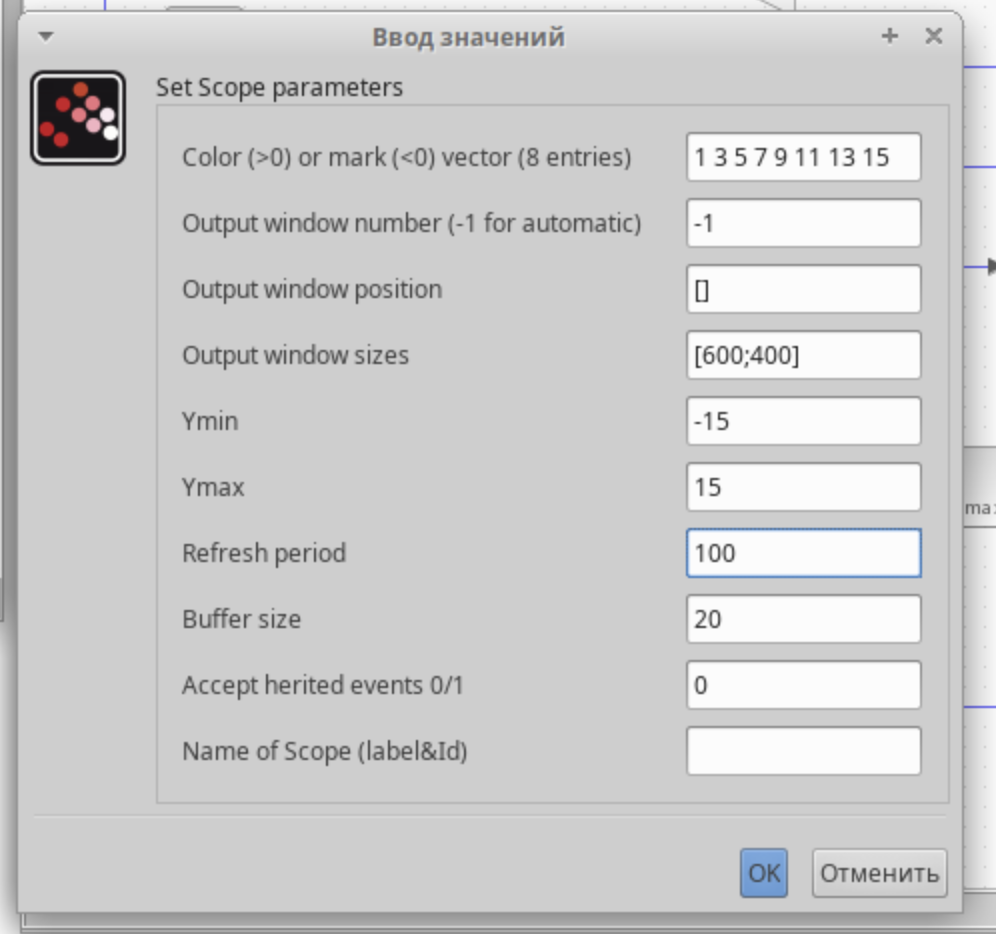 Ввод значений
Set Scope parameters
Color (>0) or mark (<0) vector (8 entries) 1 3 5 7 9 11 13 15
Output window number (-1 for automatic) -1
Output window position []
Output window sizes [600;400]
Ymin -15
Ymax 15
Refresh period 100
Buffer size 20
Accept herited events 0/1 0
Name of Scope (label&Id)
OK Отменить